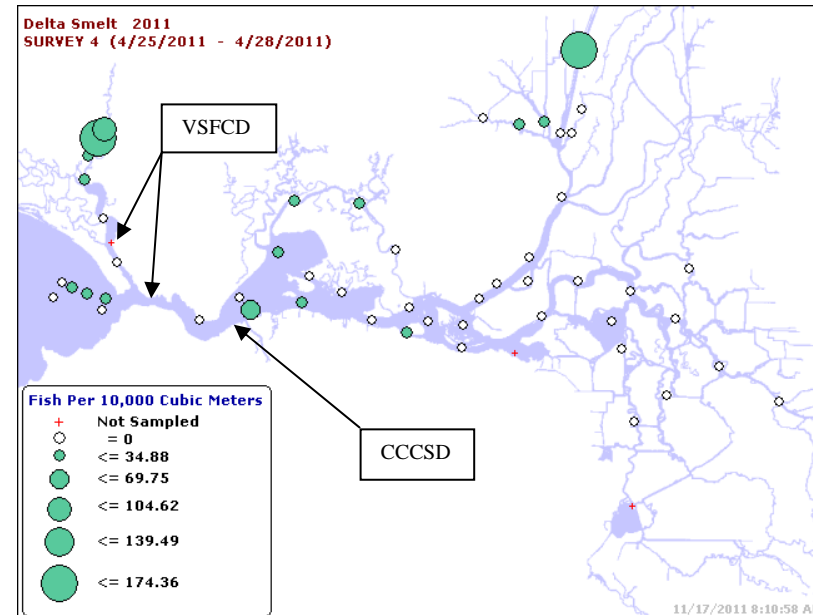 Delta Smelt 2011
SURVEY 4 (4/25/2011 - 4/28/2011)
VSFCD
CCCSD
Fish Per 10,000 Cubic Meters
Not Sampled
= 0
<= 34.88
<= 69.75
<= 104.62
<= 139.49
<= 174.36
11/17/2011 8:10:58 A